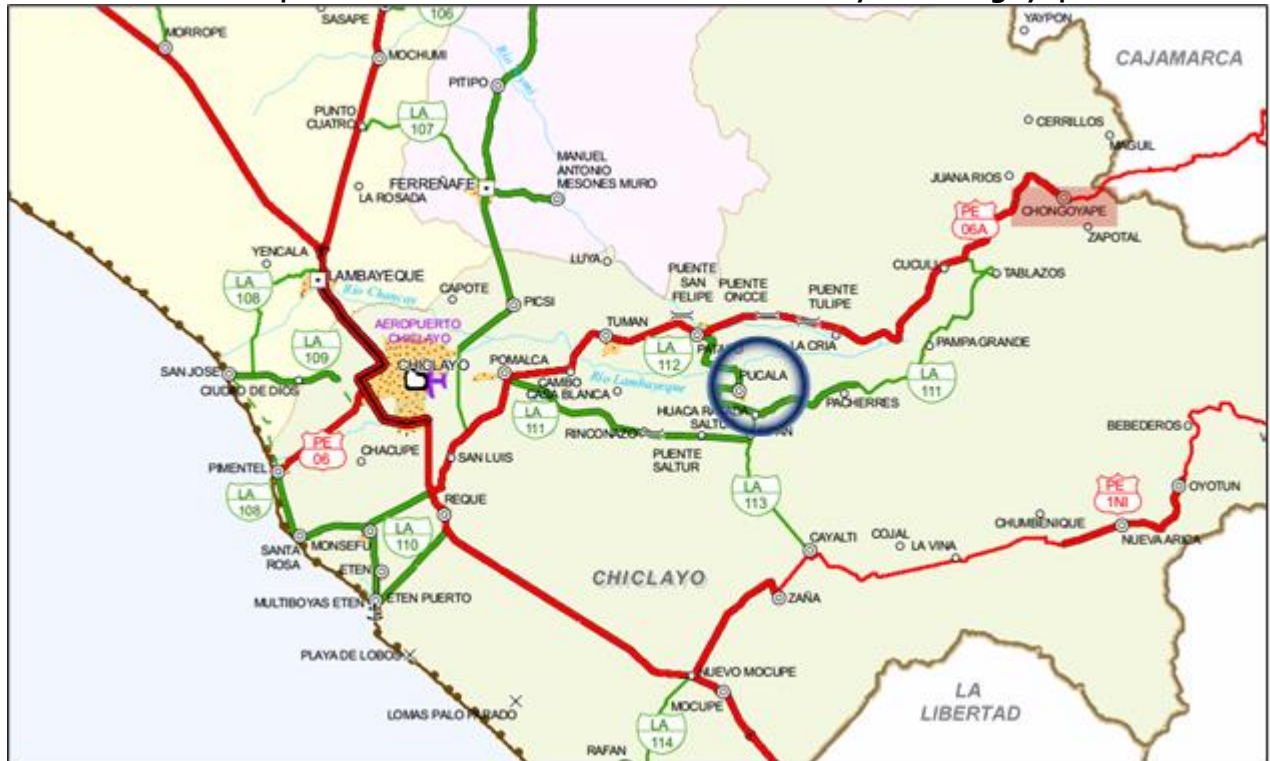 SASAPE
106
YAYPON
MORROPE
MOCHUMI
CAJAMARCA
PITIPO
PUNTO
CUATRO
LA
107
CERRILLOS
MAGUIL
MANUEL
ANTONIO
MESONES MURO
FERREÑAFE
LA ROSADA
JUANA RIOS
CHONGOYAPE
PE
06A
ZAPOTAL
YENCALA
LUYA
LAMBAYEQUE
CUCULI
TABLAZOS
LA
108
Río Chancay
CAPOTE
PICSI
PUENTE
SAN
FELIPE
PUENTE
ONCCE
PUENTE
TULIPE
AEROPUERTO
CHICLAYO
TUMAN
LA
109
LA
112
LA CRIA
PAMPA GRANDE
SAN JOSE
CIUDAD DE DIOS
CHICLAYO
POMALCA
CAMBO
CASA BLANCA
Río Lambayeque
PUCALA
LA
111
PACHERRES
LA
111
HUACA RAJADA
RINCONAZO
PUENTE
SALTUR
BEBEDEROS
PE
06
CHACUPE
SAN LUIS
PIMENTEL
LA
108
REQUE
LA
113
PE
1NI
OYOTUN
SANTA
ROSA
MONSEFU
LA
110
CAYALTI
COJAL
LA VINA
CHUMBENIQUE
NUEVA ARICA
ETEN
CHICLAYO
MULTIBOYAS ETEN
ETEN PUERTO
ZAÑA
PLAYA DE LOBOS
NUEVO MOCUPE
MOCUPE
LA
LIBERTAD
LOMAS PALO PARADO
LA
114
RAFAN